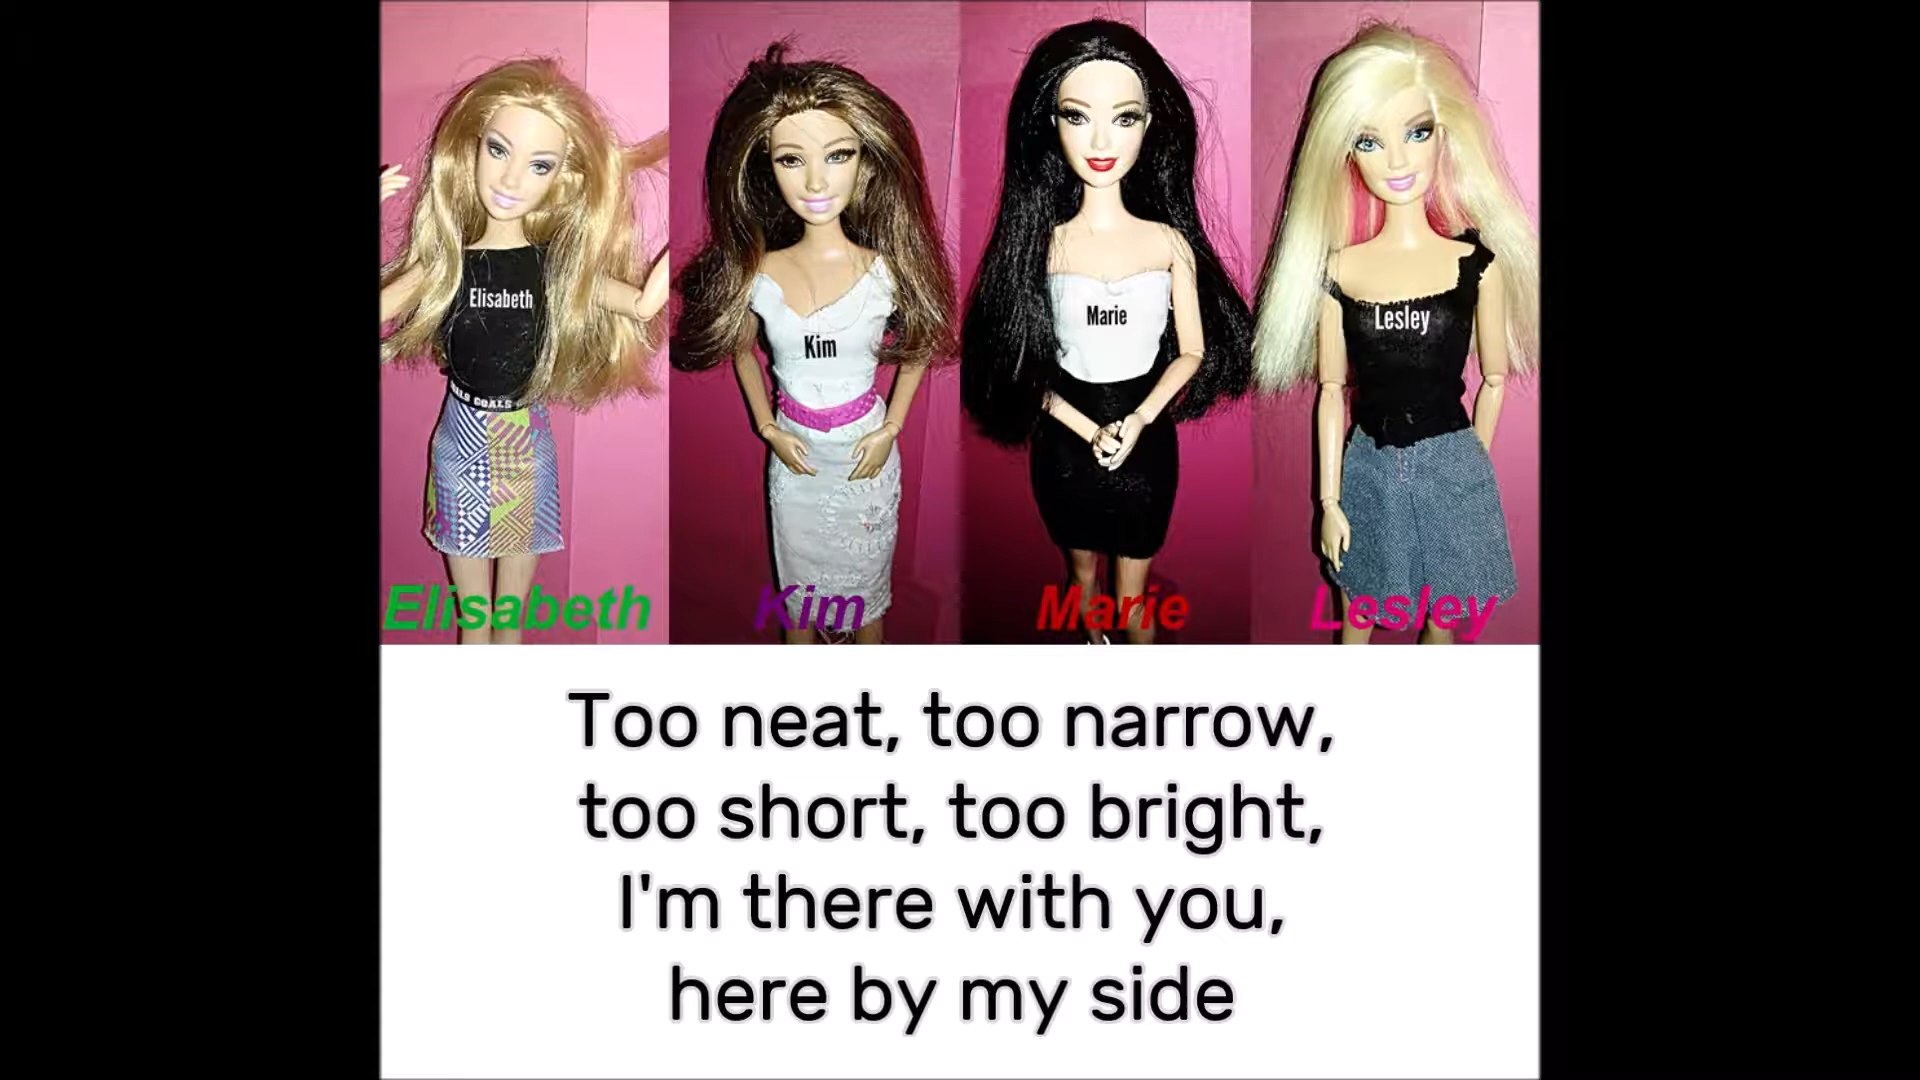 Elisabeth
Kim
Marie
Lesley
GOALS
Elisabeth
Kim
Marie
Lesley
Too neat, too narrow,
too short, too bright,
I'm there with you,
here by my side